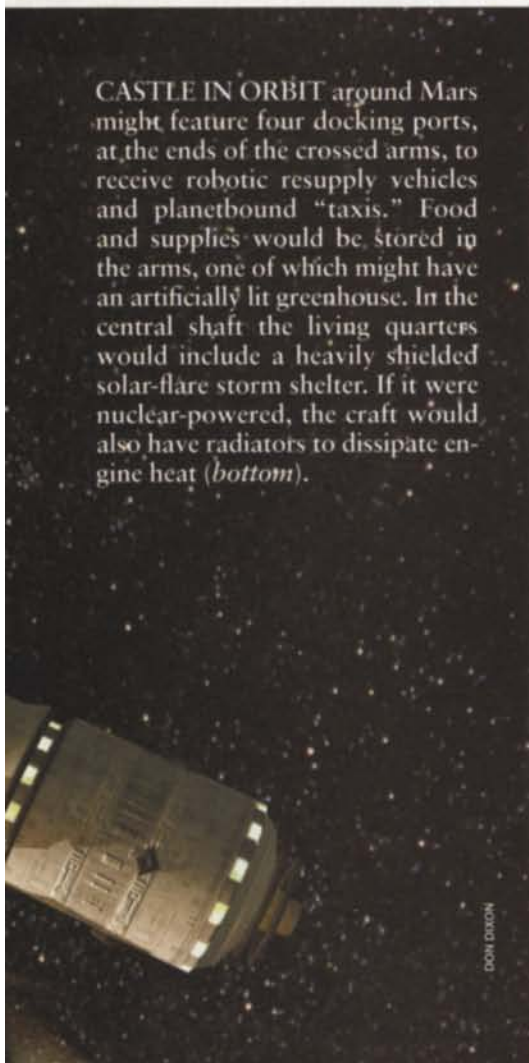 CASTLE IN ORBIT around Mars
might feature four docking ports,
at the ends of the crossed arms, to
receive robotic resupply vehicles
and planetbound “taxis.” Food
and supplies would be stored in
the arms, one of which might have
an artificially lit greenhouse. In the
central shaft the living quarters
would include a heavily shielded
solar-flare storm shelter. If it were
nuclear-powered, the craft would
also have radiators to dissipate en-
gine heat (bottom).
DON DIXON